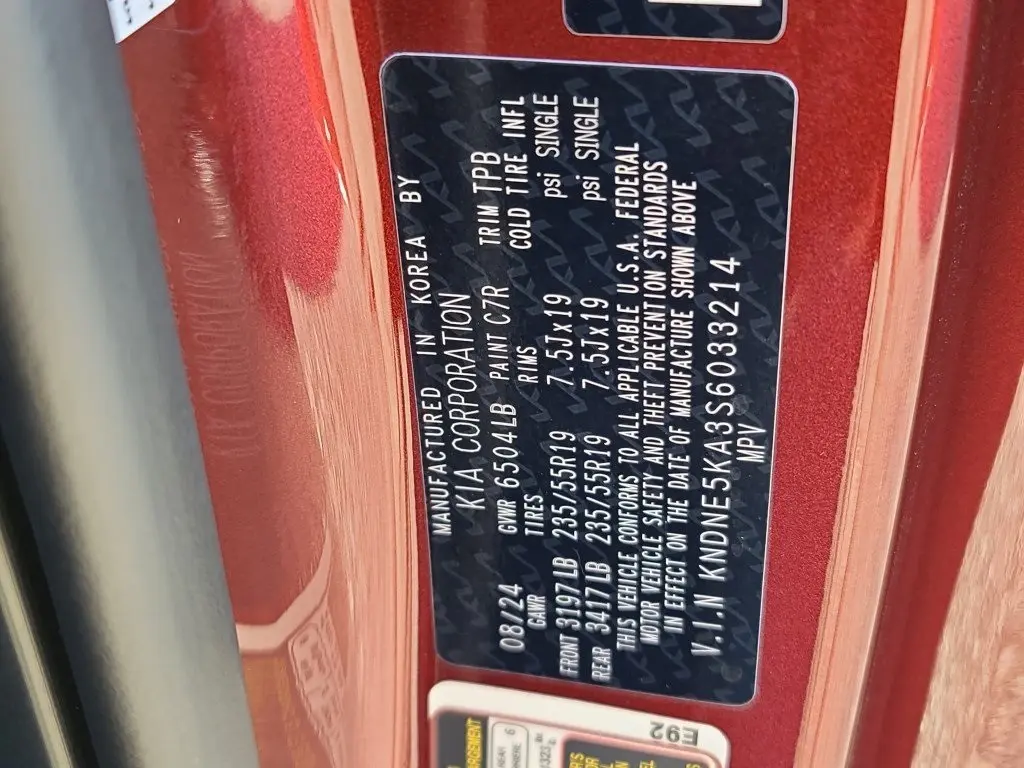 MANUFACTURED IN KOREA BY
KIA CORPORATION
08/24 GVWR 6504LB PAINT C7R TRIM TPB
GAWR TIRES RIMS COLD TIRE INFL
FRONT 3197LB 235/55R19 7.5Jx19 psi SINGLE
REAR 3417LB 235/55R19 7.5Jx19 psi SINGLE
THIS VEHICLE CONFORMS TO ALL APPLICABLE U.S.A. FEDERAL
MOTOR VEHICLE SAFETY AND THEFT PREVENTION STANDARDS
IN EFFECT ON THE DATE OF MANUFACTURE SHOWN ABOVE
V.I.N KNDNE5KA3S6033214
MPV